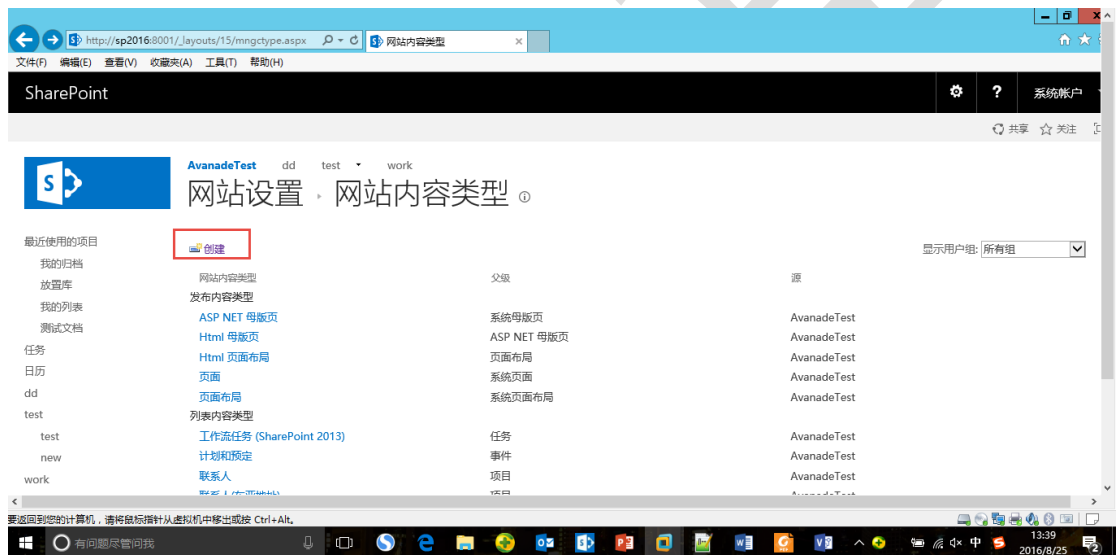 http://sp2016:8001/_layouts/15/mngctype.aspx
网站内容类型
文件(F) 编辑(E) 查看(V) 收藏夹(A) 工具(T) 帮助(H)
SharePoint
? 系统帐户
共享 关注
AvanadeTest dd test work
S
网站设置 网站内容类型
最近使用的项目
我的归档
放置库
我的列表
测试文档
任务
日历
dd
test
test
new
work
创建
显示用户组: 所有组
网站内容类型 父级 源
发布内容类型
ASP NET 母版页 系统母版页 AvanadeTest
Html 母版页 ASP NET 母版页 AvanadeTest
Html 页面布局 页面布局 AvanadeTest
页面 系统页面 AvanadeTest
页面布局 系统页面布局 AvanadeTest
列表内容类型
工作流任务 (SharePoint 2013) 任务 AvanadeTest
计划和预定 事件 AvanadeTest
联系人 项目 AvanadeTest
要返回到您的计算机，请将鼠标指针从虚拟机中移出或按 Ctrl+Alt。
有问题尽管问我
中
13:39
2016/8/25